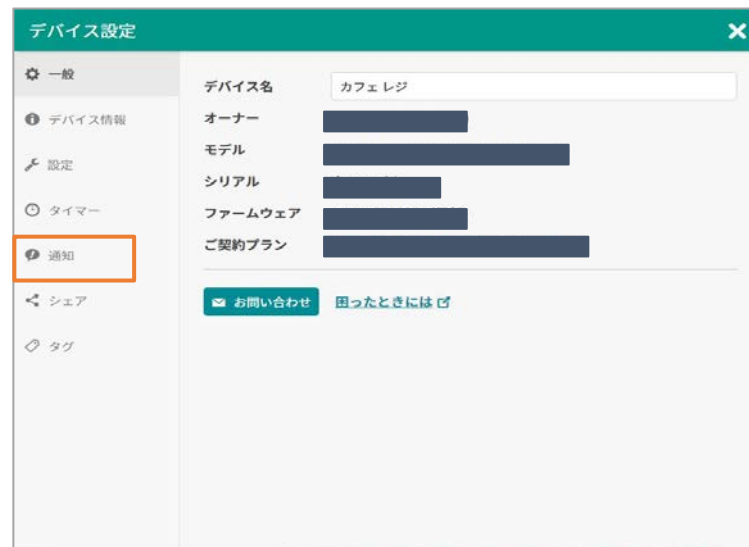 デバイス設定
一般
デバイス情報
設定
タイマー
通知
シェア
タグ
デバイス名
カフェ レジ
オーナー
モデル
シリアル
ファームウェア
ご契約プラン
お問い合わせ
困ったときには